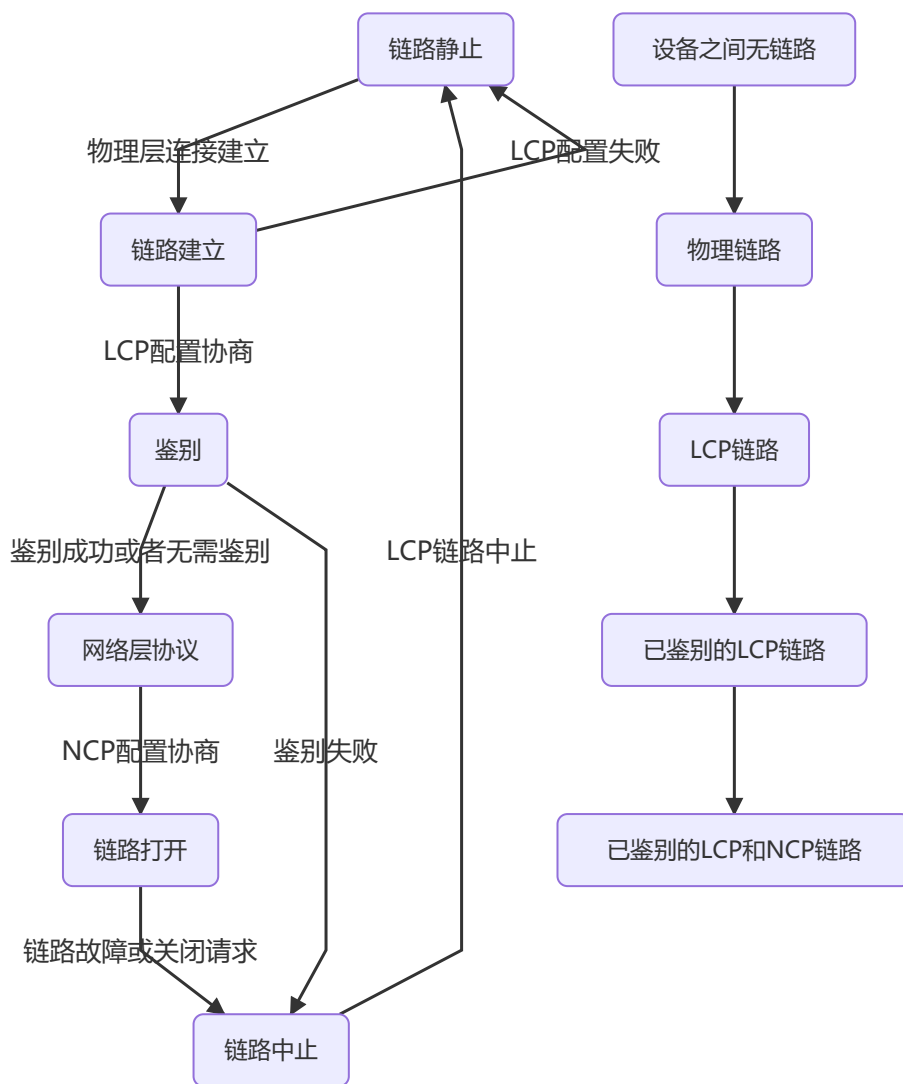 链路静止
设备之间无链路
物理层连接建立
LCP配置失败
链路建立
物理链路
LCP配置协商
鉴别
LCP链路
鉴别成功或者无需鉴别
LCP链路中止
网络层协议
已鉴别的LCP链路
NCP配置协商
鉴别失败
链路打开
已鉴别的LCP和NCP链路
链路故障或关闭请求
链路中止